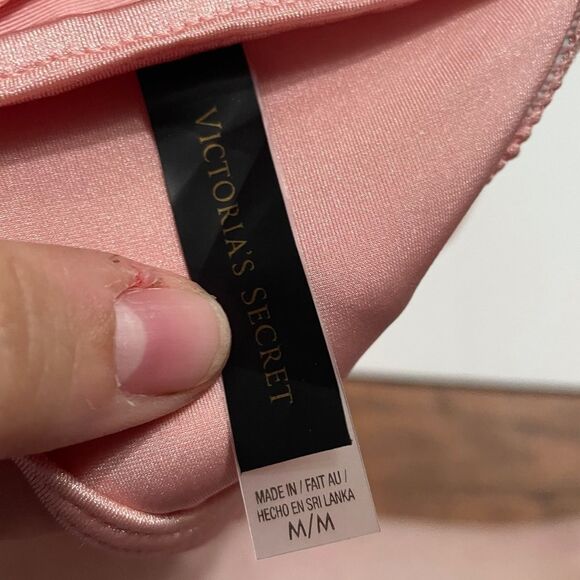 VICTORIA'S SECRET
MADE IN / FAIT AU /
HECHO EN SRI LANKA
M/M